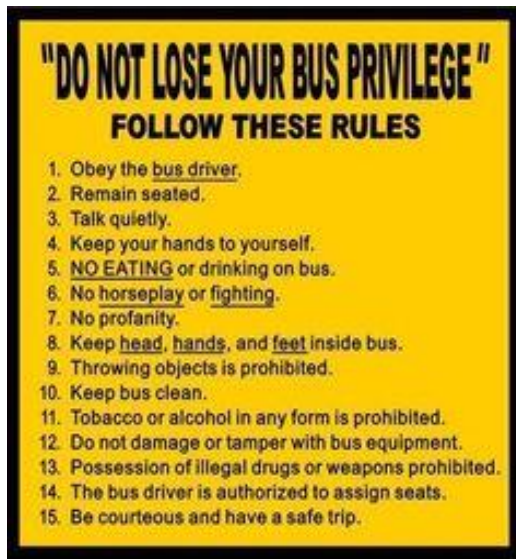 "DO NOT LOSE YOUR BUS PRIVILEGE"
FOLLOW THESE RULES
1. Obey the bus driver.
2. Remain seated.
3. Talk quietly.
4. Keep your hands to yourself.
5. NO EATING or drinking on bus.
6. No horseplay or fighting.
7. No profanity.
8. Keep head, hands, and feet inside bus.
9. Throwing objects is prohibited.
10. Keep bus clean.
11. Tobacco or alcohol in any form is prohibited.
12. Do not damage or tamper with bus equipment.
13. Possession of illegal drugs or weapons prohibited.
14. The bus driver is authorized to assign seats.
15. Be courteous and have a safe trip.